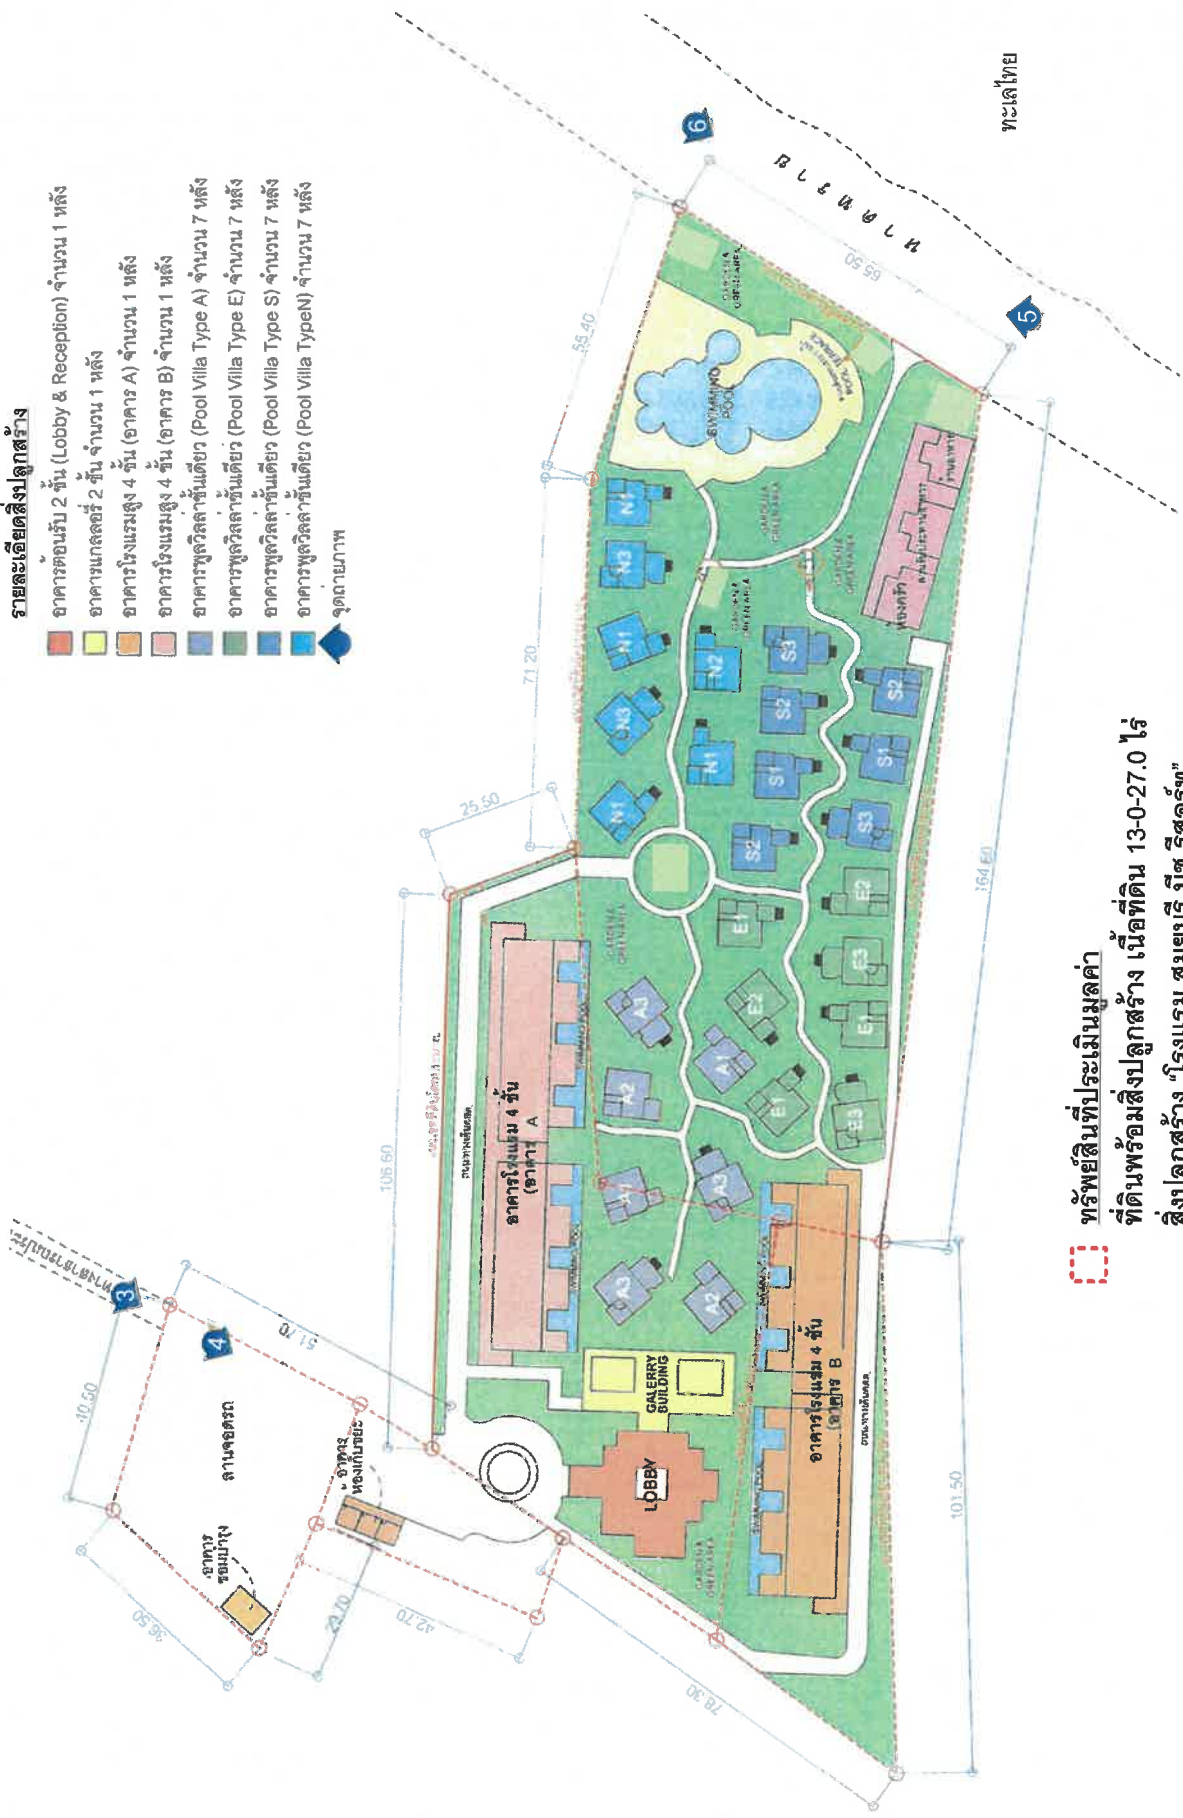 รายละเอียดสิ่งปลูกสร้าง
อาคารต้อนรับ 2 ชั้น (Lobby & Reception) จำนวน 1 หลัง
อาคารแกลลอรี่ 2 ชั้น จำนวน 1 หลัง
อาคารโรงแรมสูง 4 ชั้น (อาคาร A) จำนวน 1 หลัง
อาคารโรงแรมสูง 4 ชั้น (อาคาร B) จำนวน 1 หลัง
อาคารพูลวิลล่าชั้นเดียว (Pool Villa Type A) จำนวน 7 หลัง
อาคารพูลวิลล่าชั้นเดียว (Pool Villa Type E) จำนวน 7 หลัง
อาคารพูลวิลล่าชั้นเดียว (Pool Villa Type S) จำนวน 7 หลัง
อาคารพูลวิลล่าชั้นเดียว (Pool Villa TypeN) จำนวน 7 หลัง
จุดถ่ายภาพ
3
4
ลานจอดรถ
อาคาร
ซ่อมบำรุง
อาคาร
ห้องเก็บขยะ
40.50
51.70
36.50
29.70
42.70
78.30
101.50
106.60
25.50
71.20
55.40
65.50
164.60
อาคารโรงแรม 4 ชั้น
(อาคาร A
อาคารโรงแรม 4 ชั้น
(อาคาร B
LOBBY
GALERRY
BUILDING
GARDEN&
GREEN AREA
A3
A2
A1
A3
A2
A3
A1
E1
E2
E1
E3
E1
E3
E2
N1
N3
N1
N3
N1
N2
N1
S2
S1
S2
S3
S3
S1
S2
SWIMMING
POOL
POOL TERRACE
ห้องครัว
หาดทราย
ทะเลไทย
6
5
ทรัพย์สินที่ประเมินมูลค่า
ที่ดินพร้อมสิ่งปลูกสร้าง เนื้อที่ดิน 13-0-27.0 ไร่